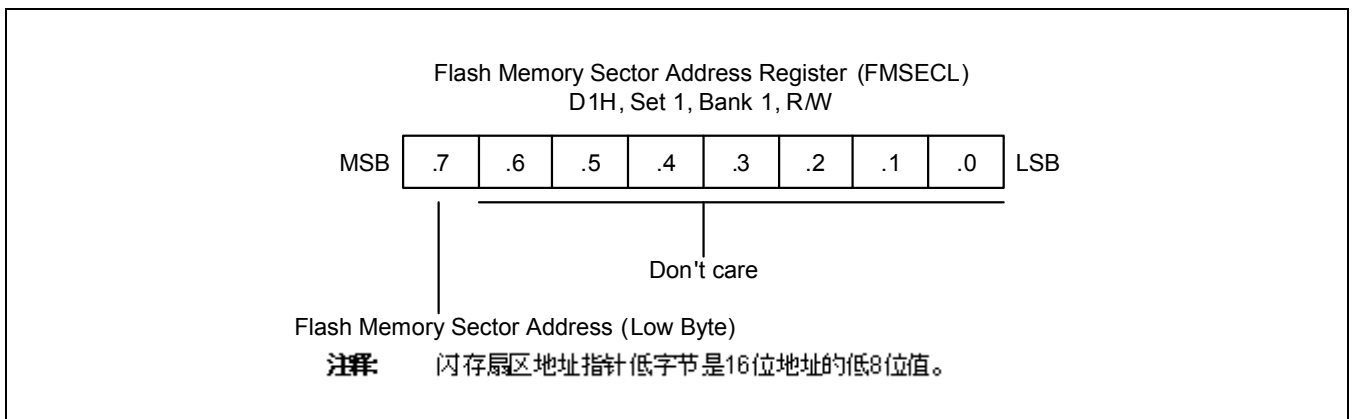 Flash Memory Sector Address Register (FMSECL)
D1H, Set 1, Bank 1, R/W
MSB .7 .6 .5 .4 .3 .2 .1 .0 LSB
Don't care
Flash Memory Sector Address (Low Byte)
注释: 闪存扇区地址指针低字节是16位地址的低8位值。